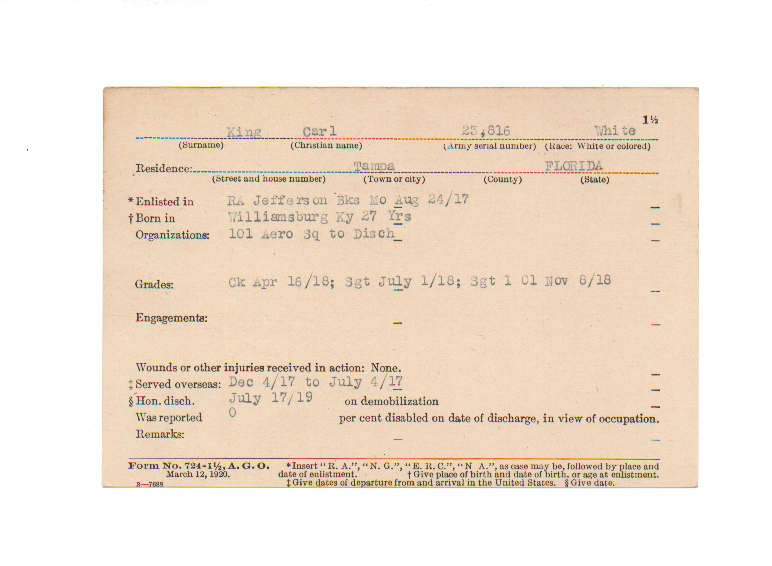 1½
King Carl 25,816 White
(Surname) (Christian name) (Army serial number) (Race: White or colored)
Residence: Tampa FLORIDA
(Street and house number) (Town or city) (County) (State)
*Enlisted in RA Jefferson Bks Mo Aug 24/17
†Born in Williamsburg Ky 27 Yrs
Organizations: 101 Aero Sq to Disch
Grades: Ck Apr 16/18; Sgt July 1/18; Sgt 1 Cl Nov 8/18
Engagements:
Wounds or other injuries received in action: None.
‡Served overseas: Dec 4/17 to July 4/17
§Hon. disch. July 17/19 on demobilization
Was reported 0 per cent disabled on date of discharge, in view of occupation.
Remarks:
Form No. 724-1½, A. G. O. *Insert "R. A.", "N. G.", "E. R. C.", "N A.", as case may be, followed by place and
March 12, 1920. date of enlistment. †Give place of birth and date of birth, or age at enlistment.
3—7688 ‡Give dates of departure from and arrival in the United States. §Give date.